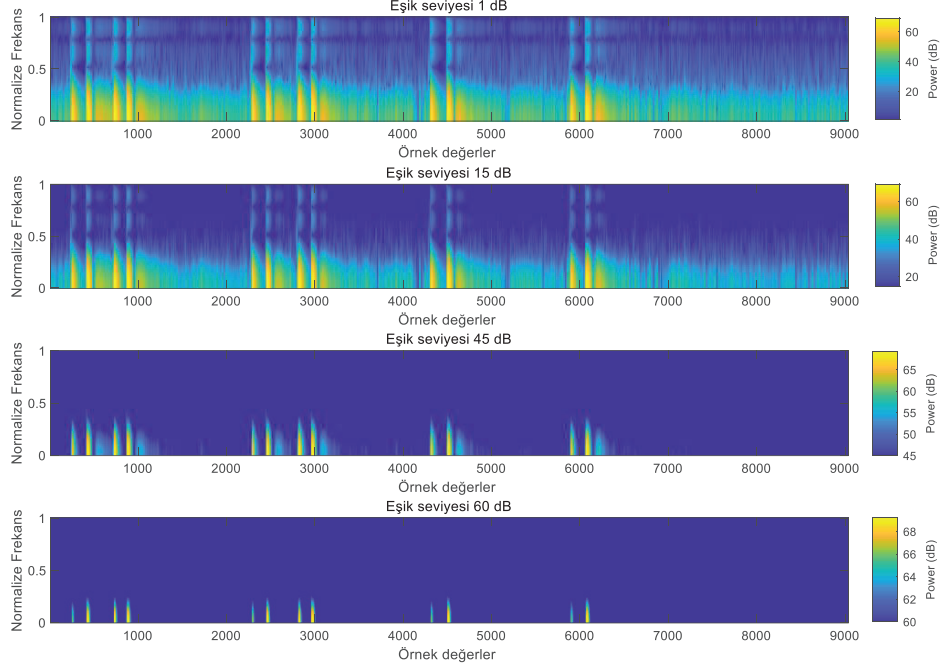 Eşik seviyesi 1 dB
Normalize Frekans
1
0.5
0
1000 2000 3000 4000 5000 6000 7000 8000 9000
Örnek değerler
60
40
20
Power (dB)
Eşik seviyesi 15 dB
Normalize Frekans
1
0.5
0
1000 2000 3000 4000 5000 6000 7000 8000 9000
Örnek değerler
60
40
20
Power (dB)
Eşik seviyesi 45 dB
Normalize Frekans
1
0.5
0
1000 2000 3000 4000 5000 6000 7000 8000 9000
Örnek değerler
65
60
55
50
45
Power (dB)
Eşik seviyesi 60 dB
Normalize Frekans
1
0.5
0
1000 2000 3000 4000 5000 6000 7000 8000 9000
Örnek değerler
68
66
64
62
60
Power (dB)